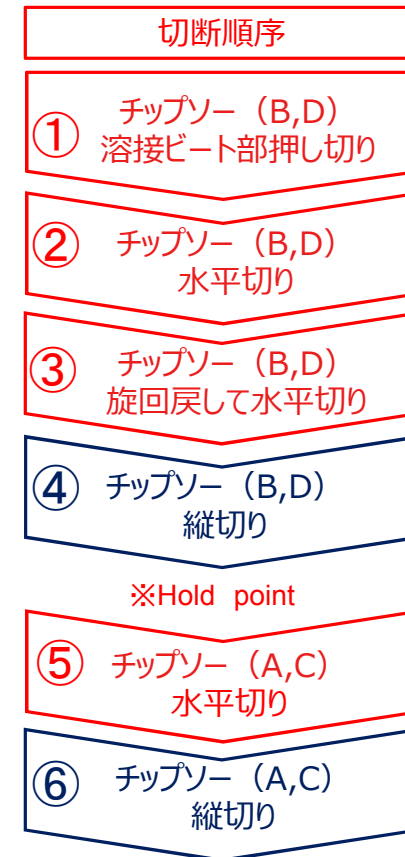 切断順序
① チップソー（B,D）
溶接ビート部押し切り
② チップソー（B,D）
水平切り
③ チップソー（B,D）
旋回戻して水平切り
④ チップソー（B,D）
縦切り
※Hold point
⑤ チップソー（A,C）
水平切り
⑥ チップソー（A,C）
縦切り